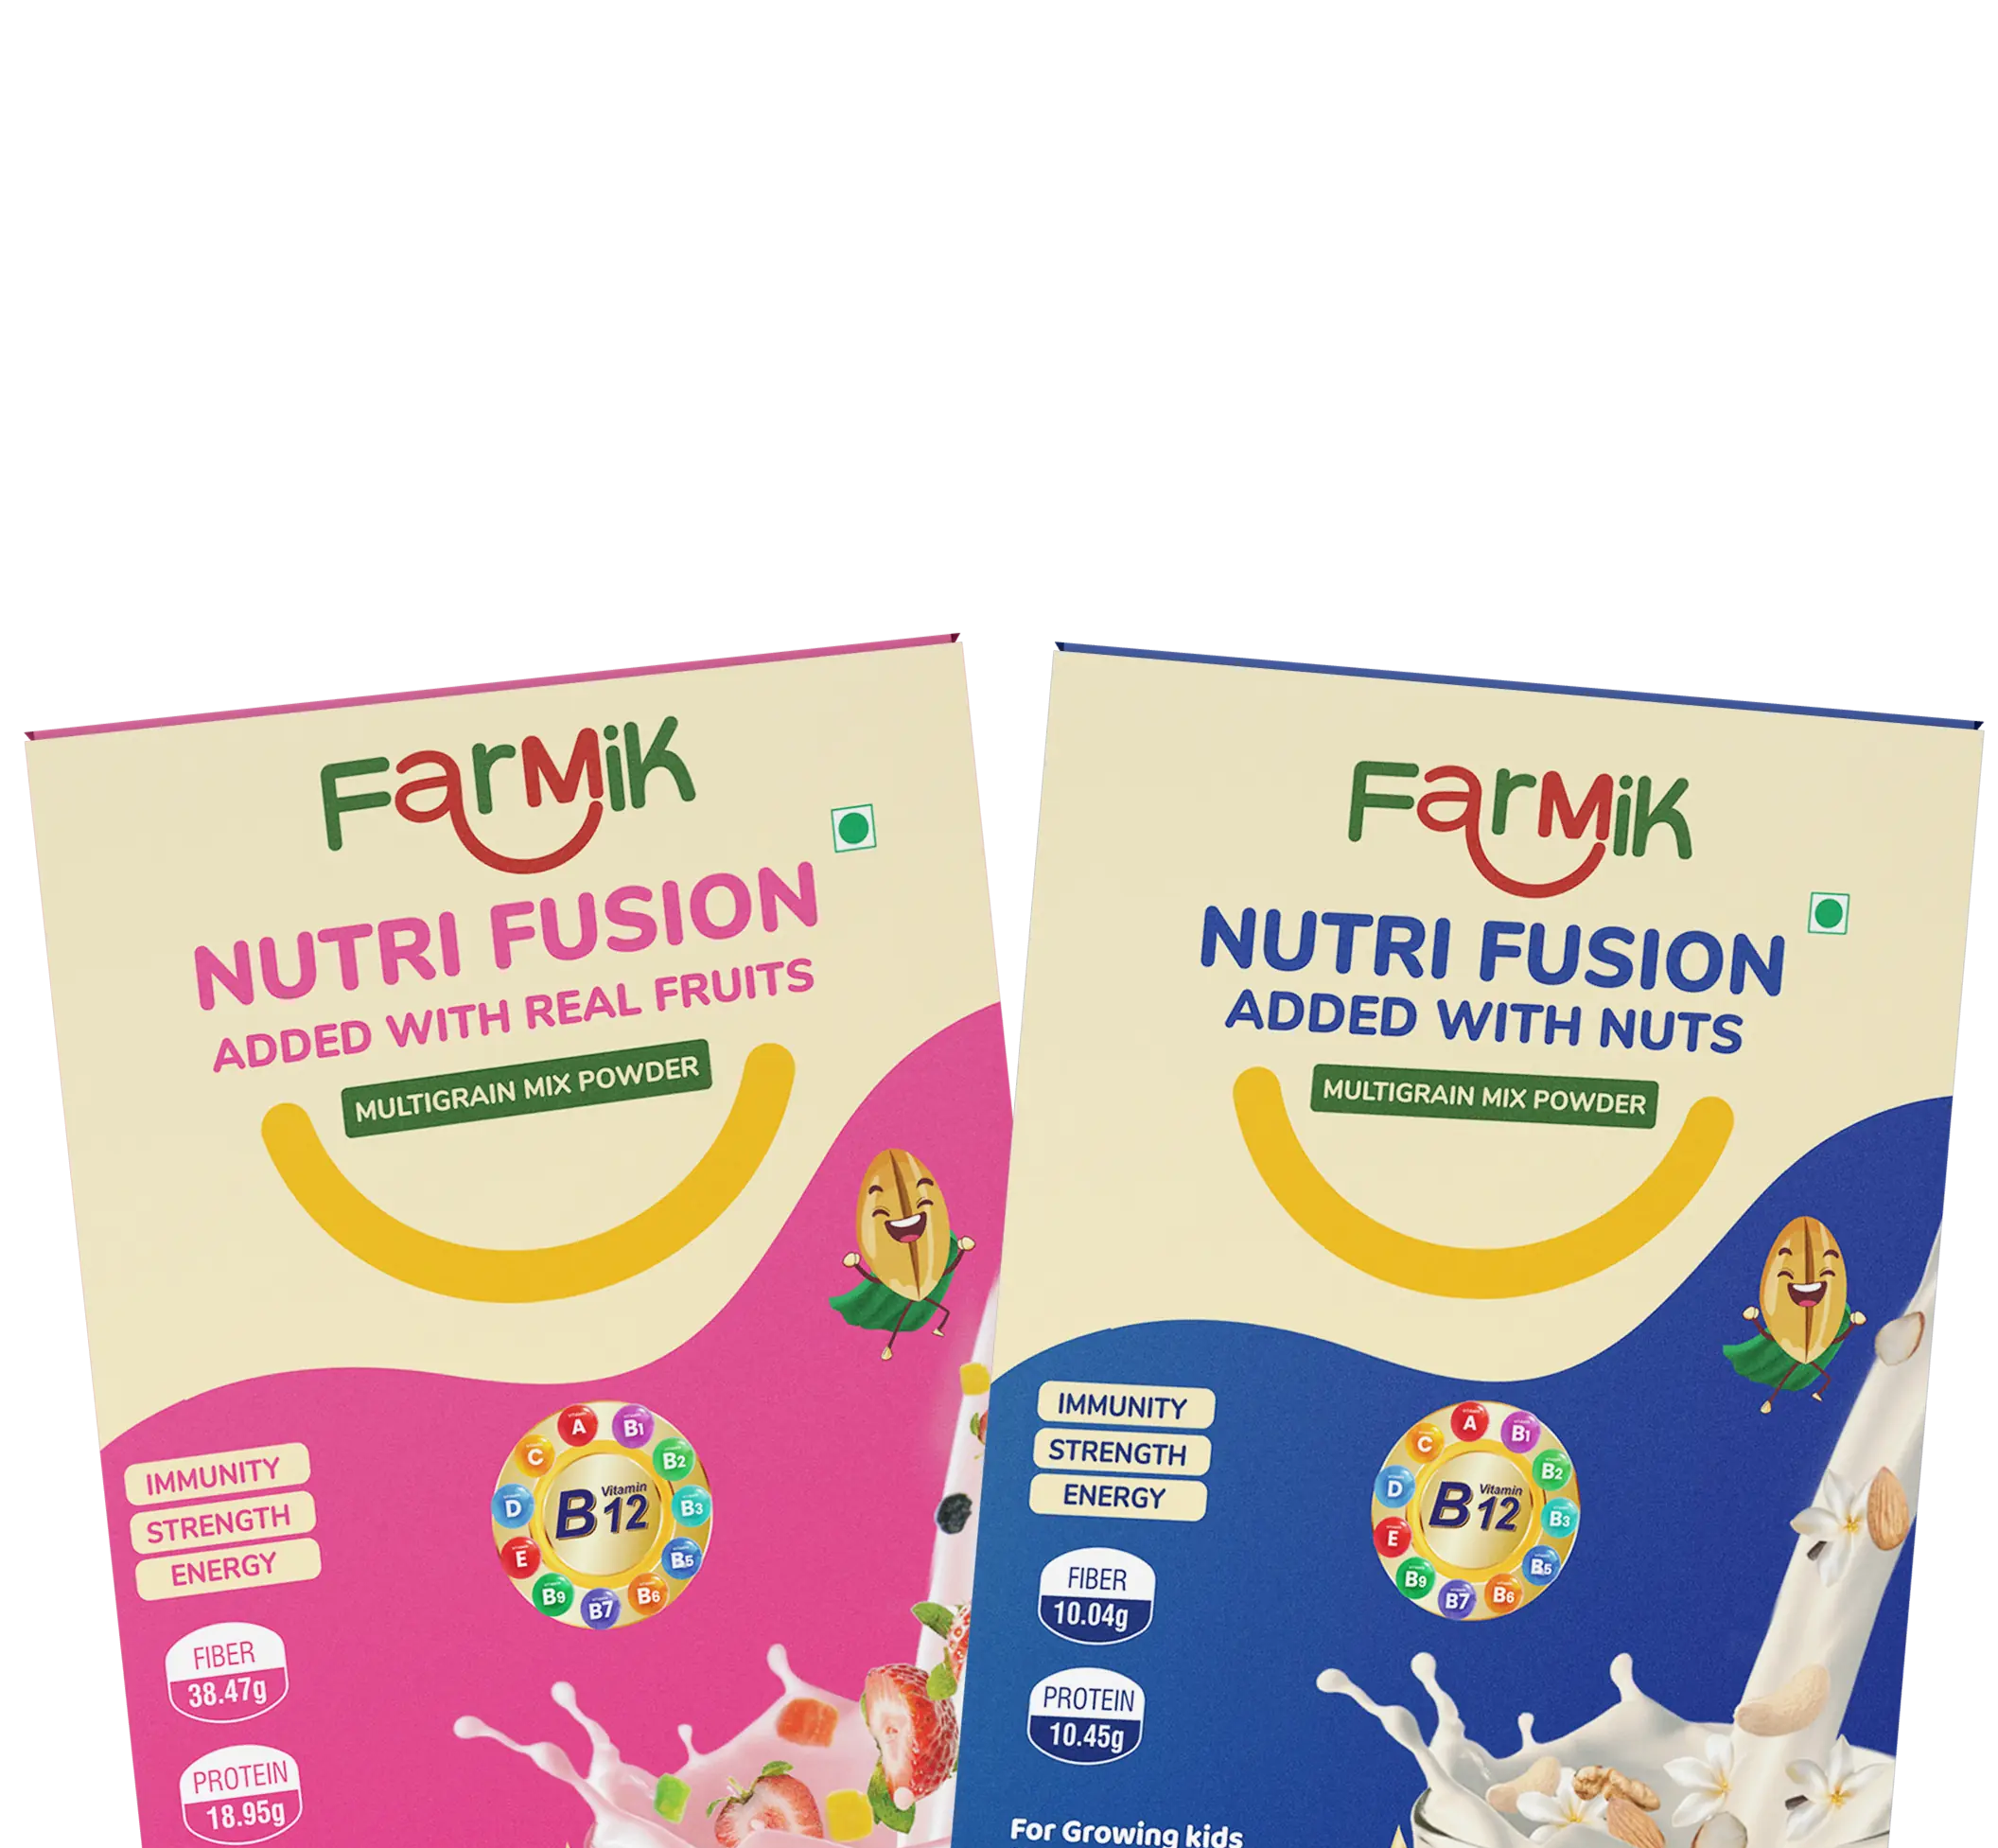 FarMiK
NUTRI FUSION
ADDED WITH REAL FRUITS
MULTIGRAIN MIX POWDER
IMMUNITY
STRENGTH
ENERGY
A
B1
B2
B3
B5
B6
B7
B9
E
D
C
Vitamin
B12
FIBER
38.47g
PROTEIN
18.95g
FarMiK
NUTRI FUSION
ADDED WITH NUTS
MULTIGRAIN MIX POWDER
IMMUNITY
STRENGTH
ENERGY
A
B1
B2
B3
B5
B6
B7
B9
E
D
C
Vitamin
B12
FIBER
10.04g
PROTEIN
10.45g
For Growing kids